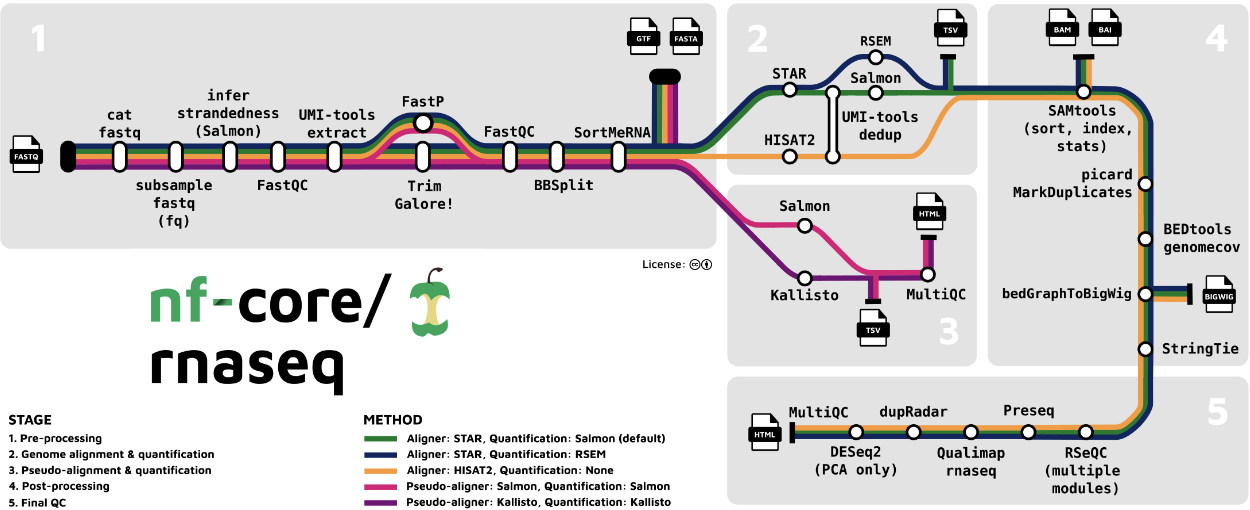 1
GTF
FASTA
FASTQ
cat
fastq
infer
strandedness
(Salmon)
UMI-tools
extract
FastP
FastQC
SortMeRNA
subsample
fastq
(fq)
FastQC
Trim
Galore!
BBSplit
2
STAR
RSEM
Salmon
TSV
HISAT2
UMI-tools
dedup
3
Salmon
HTML
Kallisto
MultiQC
TSV
4
BAM
BAI
SAMtools
(sort, index,
stats)
picard
MarkDuplicates
BEDtools
genomecov
bedGraphToBigWig
BIGWIG
StringTie
5
HTML
MultiQC
dupRadar
Preseq
DESeq2
(PCA only)
Qualimap
rnaseq
RSeQC
(multiple
modules)
License:
nf-core/
rnaseq
STAGE
1. Pre-processing
2. Genome alignment & quantification
3. Pseudo-alignment & quantification
4. Post-processing
5. Final QC
METHOD
Aligner: STAR, Quantification: Salmon (default)
Aligner: STAR, Quantification: RSEM
Aligner: HISAT2, Quantification: None
Pseudo-aligner: Salmon, Quantification: Salmon
Pseudo-aligner: Kallisto, Quantification: Kallisto